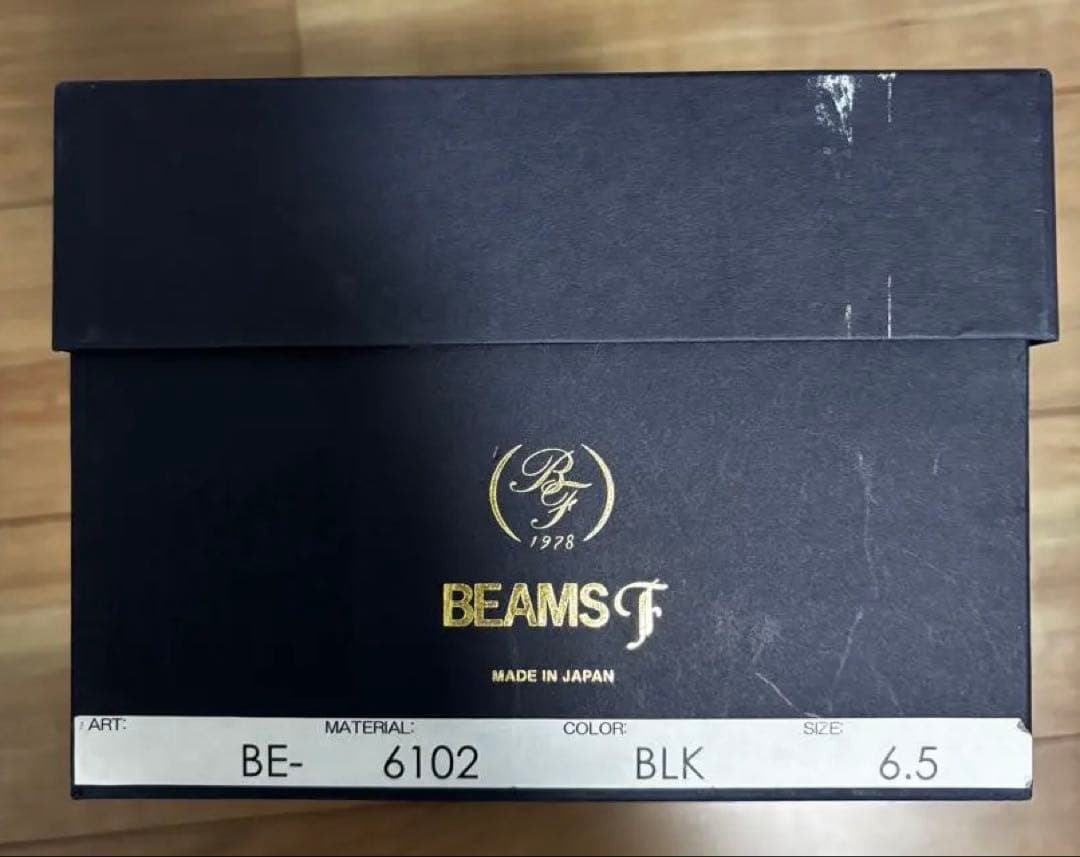 BF
1978
BEAMS F
MADE IN JAPAN
ART: MATERIAL: COLOR: SIZE:
BE- 6102 BLK 6.5